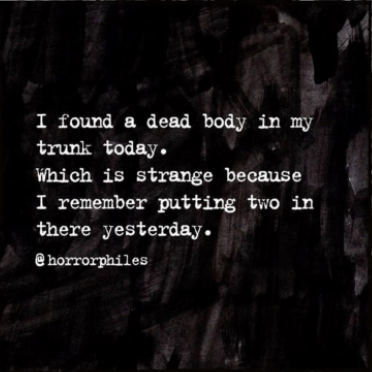 I found a dead body in my
trunk today.
Which is strange because
I remember putting two in
there yesterday.
@horrorphiles